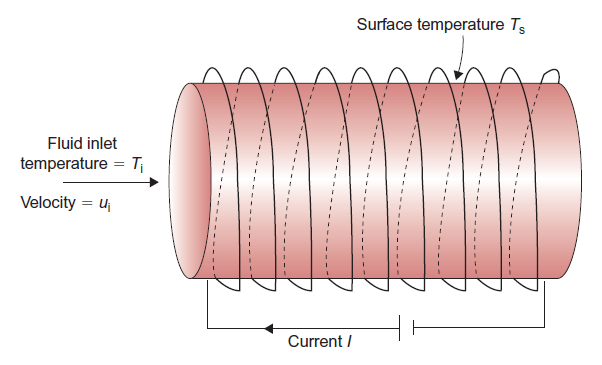 Surface temperature Ts
Fluid inlet
temperature = Ti
Velocity = ui
Current I